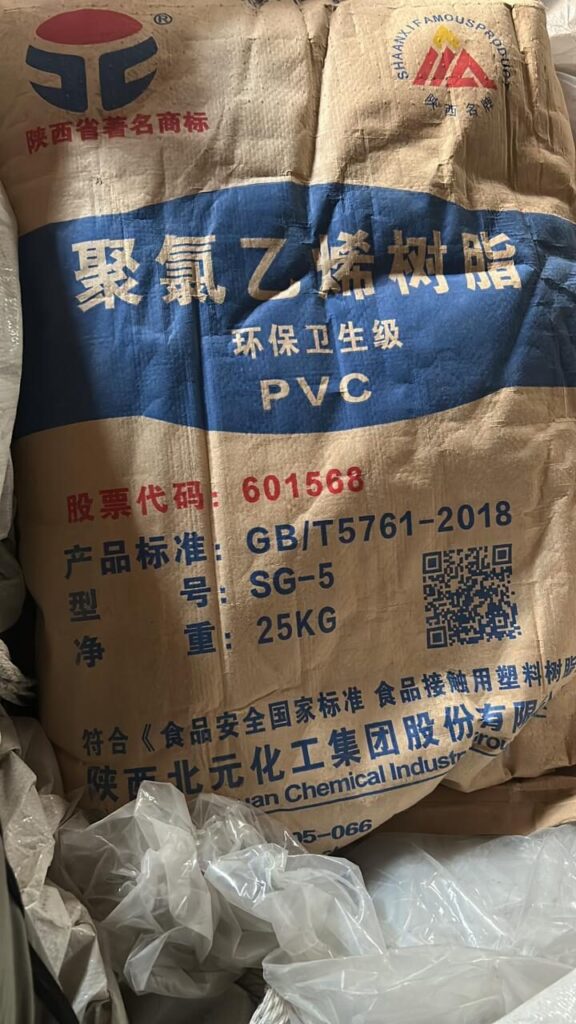 ®
陕西省著名商标
SHAANXI FAMOUS PRODUCT
陕西名牌
聚氯乙烯树脂
环保卫生级
PVC
股票代码：601568
产品标准：GB/T5761-2018
型号：SG-5
净重：25KG
符合《食品安全国家标准 食品接触用塑料树脂
陕西北元化工集团股份有限
Chemical Industry
05-066